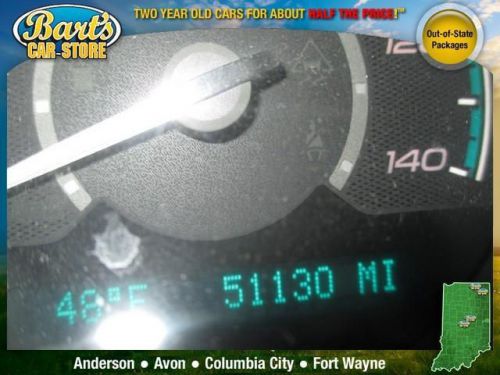 Bart's
CAR-STORE
TWO YEAR OLD CARS FOR ABOUT HALF THE PRICE!™
Out-of-State
Packages
120
140
48°F 51130 MI
Anderson ● Avon ● Columbia City ● Fort Wayne